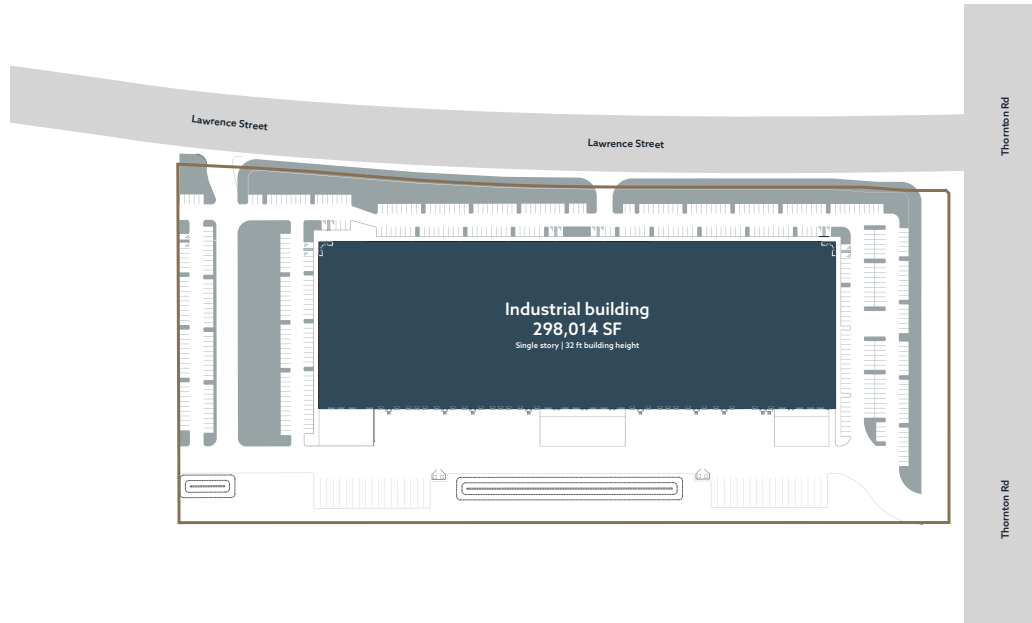 Thornton Rd
Lawrence Street
Lawrence Street
Industrial building
298,014 SF
Single story | 32 ft building height
Thornton Rd